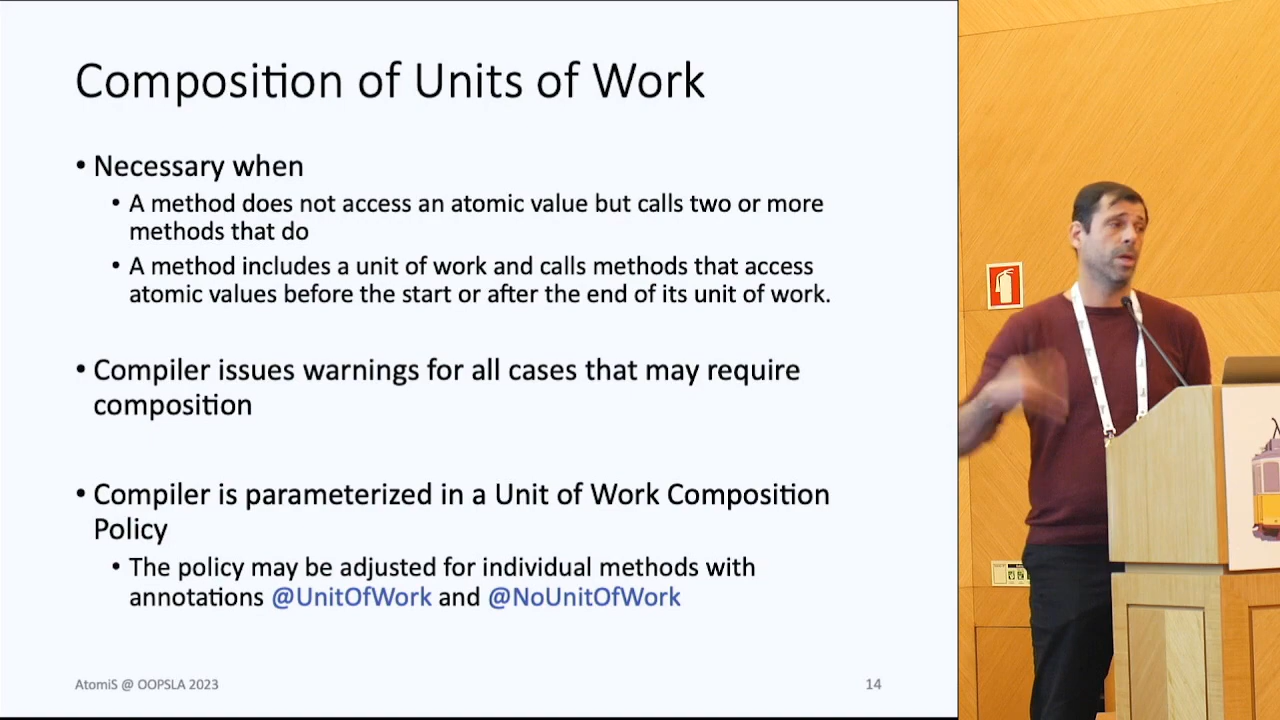 Composition of Units of Work
• Necessary when
• A method does not access an atomic value but calls two or more
methods that do
• A method includes a unit of work and calls methods that access
atomic values before the start or after the end of its unit of work.
• Compiler issues warnings for all cases that may require
composition
• Compiler is parameterized in a Unit of Work Composition
Policy
• The policy may be adjusted for individual methods with
annotations @UnitOfWork and @NoUnitOfWork
AtomiS @ OOPSLA 2023
14